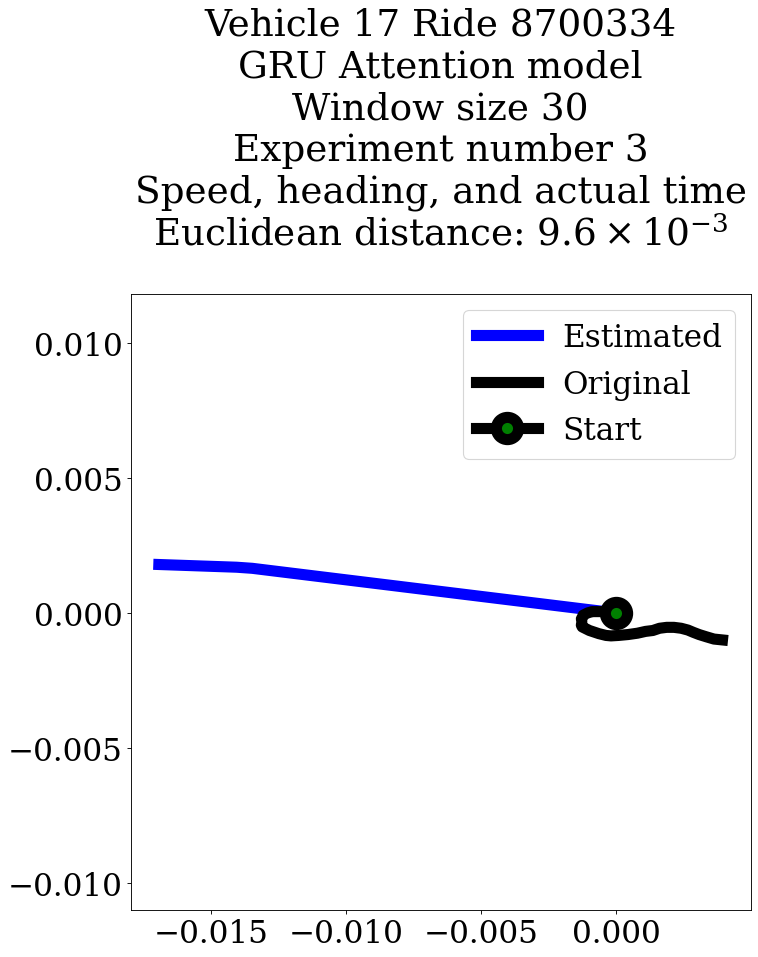 Vehicle 17 Ride 8700334
GRU Attention model
Window size 30
Experiment number 3
Speed, heading, and actual time
Euclidean distance: 9.6 × 10⁻³
Estimated
Original
Start
0.010
0.005
0.000
−0.005
−0.010
−0.015 −0.010 −0.005 0.000